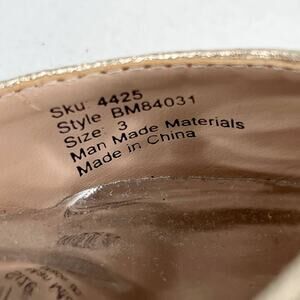 Sku: 4425
Style BM84031
Size: 3
Man Made Materials
Made in China